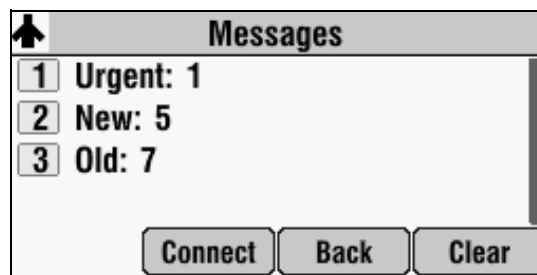 Messages
1 Urgent: 1
2 New: 5
3 Old: 7
Connect Back Clear